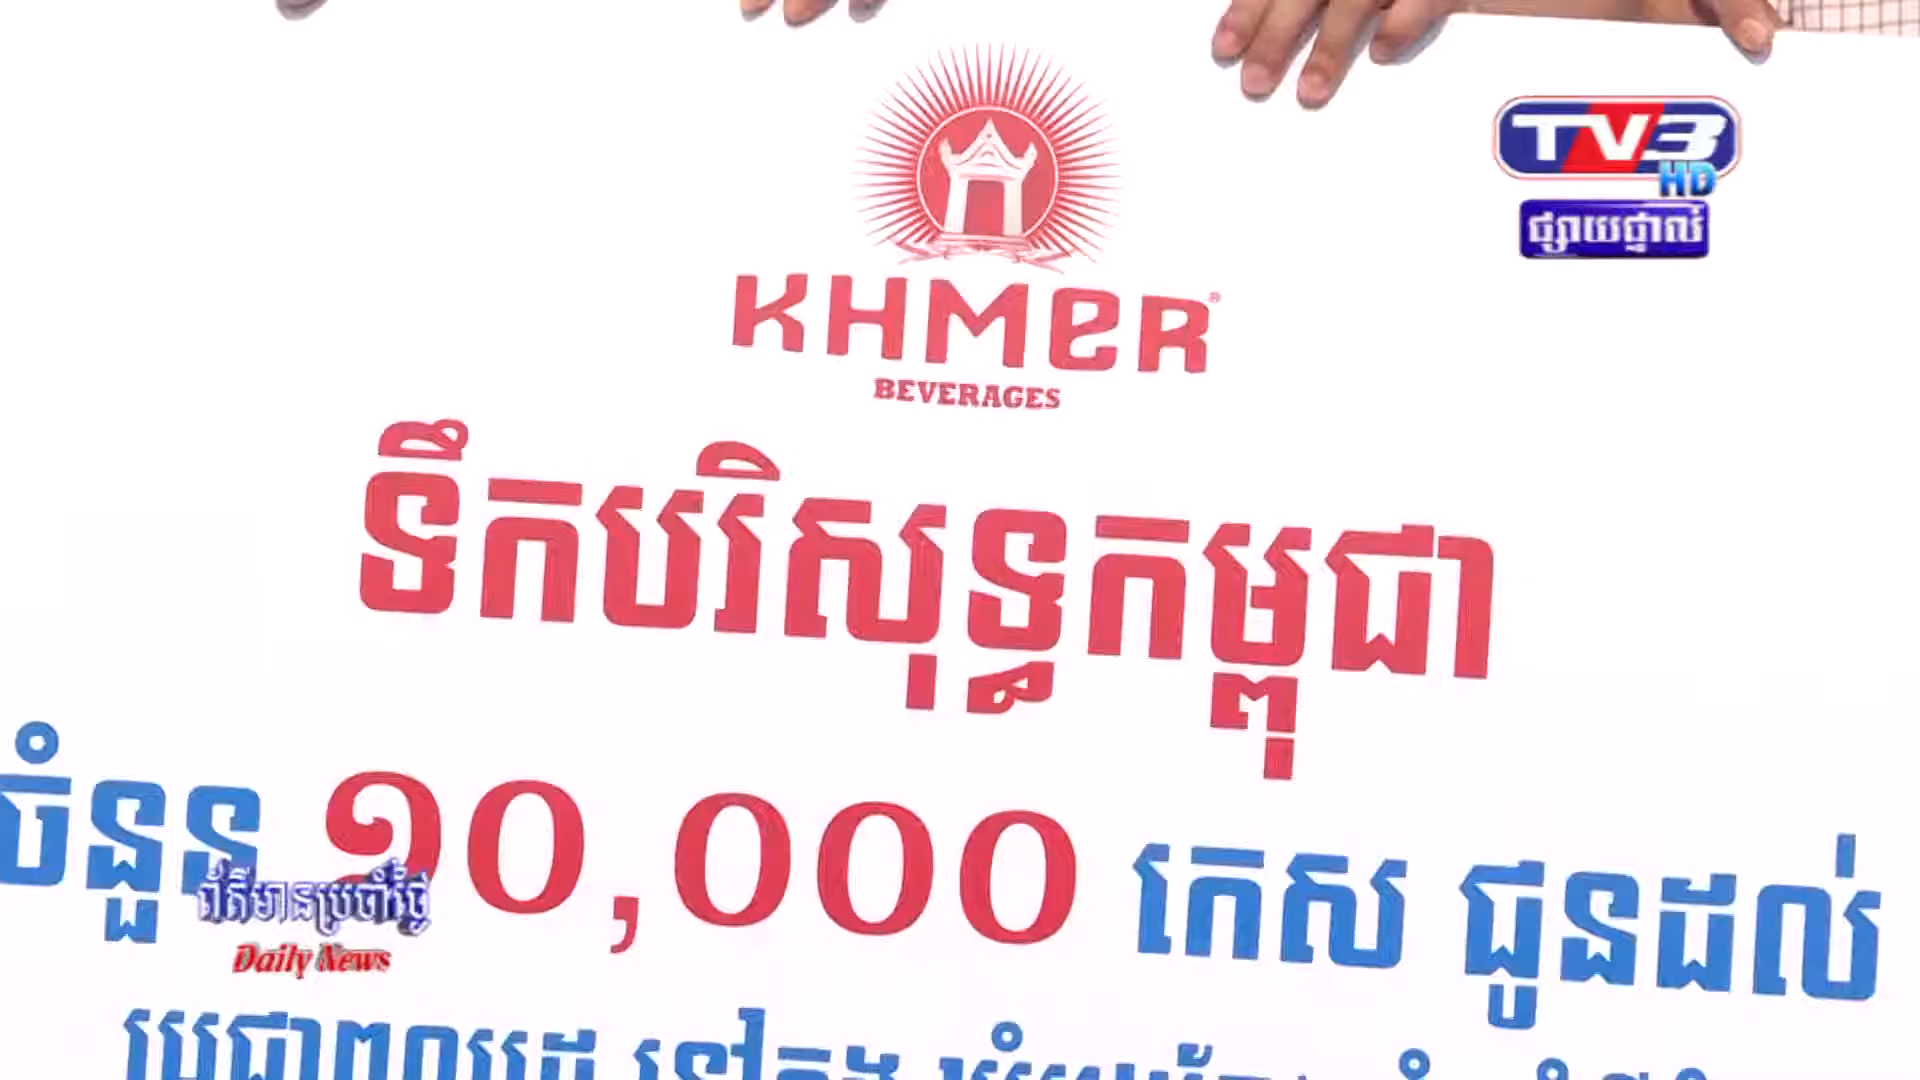 TV3
HD
ផ្សាយផ្ទាល់
KHMER®
BEVERAGES
ទឹកបរិសុទ្ធកម្ពុជា
ចំនួន ១០,០០០ កេស ជូនដល់
ព័ត៌មានប្រចាំថ្ងៃ
Daily News